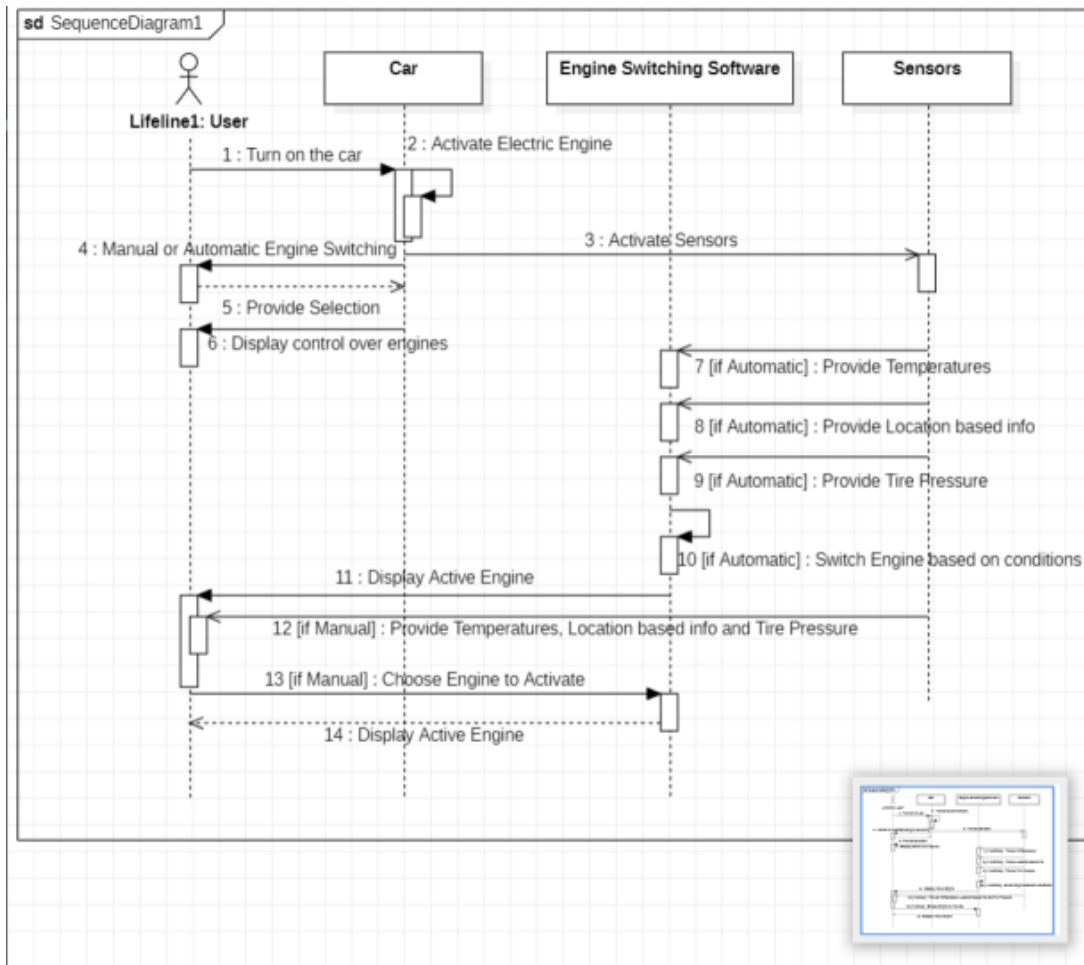 sd SequenceDiagram1
Car
Engine Switching Software
Sensors
Lifeline1: User
1 : Turn on the car
2 : Activate Electric Engine
3 : Activate Sensors
4 : Manual or Automatic Engine Switching
5 : Provide Selection
6 : Display control over engines
7 [if Automatic] : Provide Temperatures
8 [if Automatic] : Provide Location based info
9 [if Automatic] : Provide Tire Pressure
10 [if Automatic] : Switch Engine based on conditions
11 : Display Active Engine
12 [if Manual] : Provide Temperatures, Location based info and Tire Pressure
13 [if Manual] : Choose Engine to Activate
14 : Display Active Engine